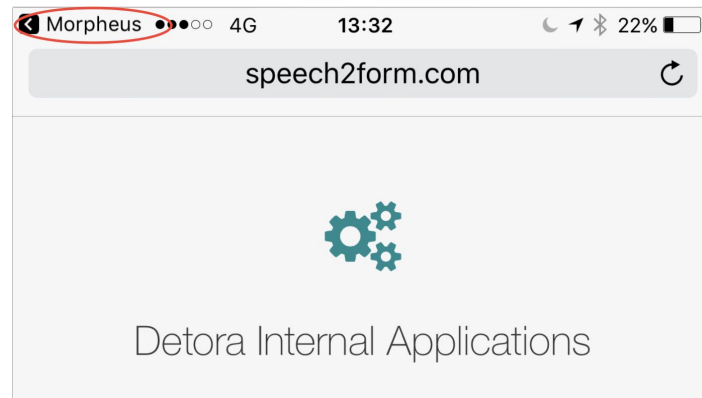 Morpheus 4G 13:32 22%
speech2form.com
Detora Internal Applications